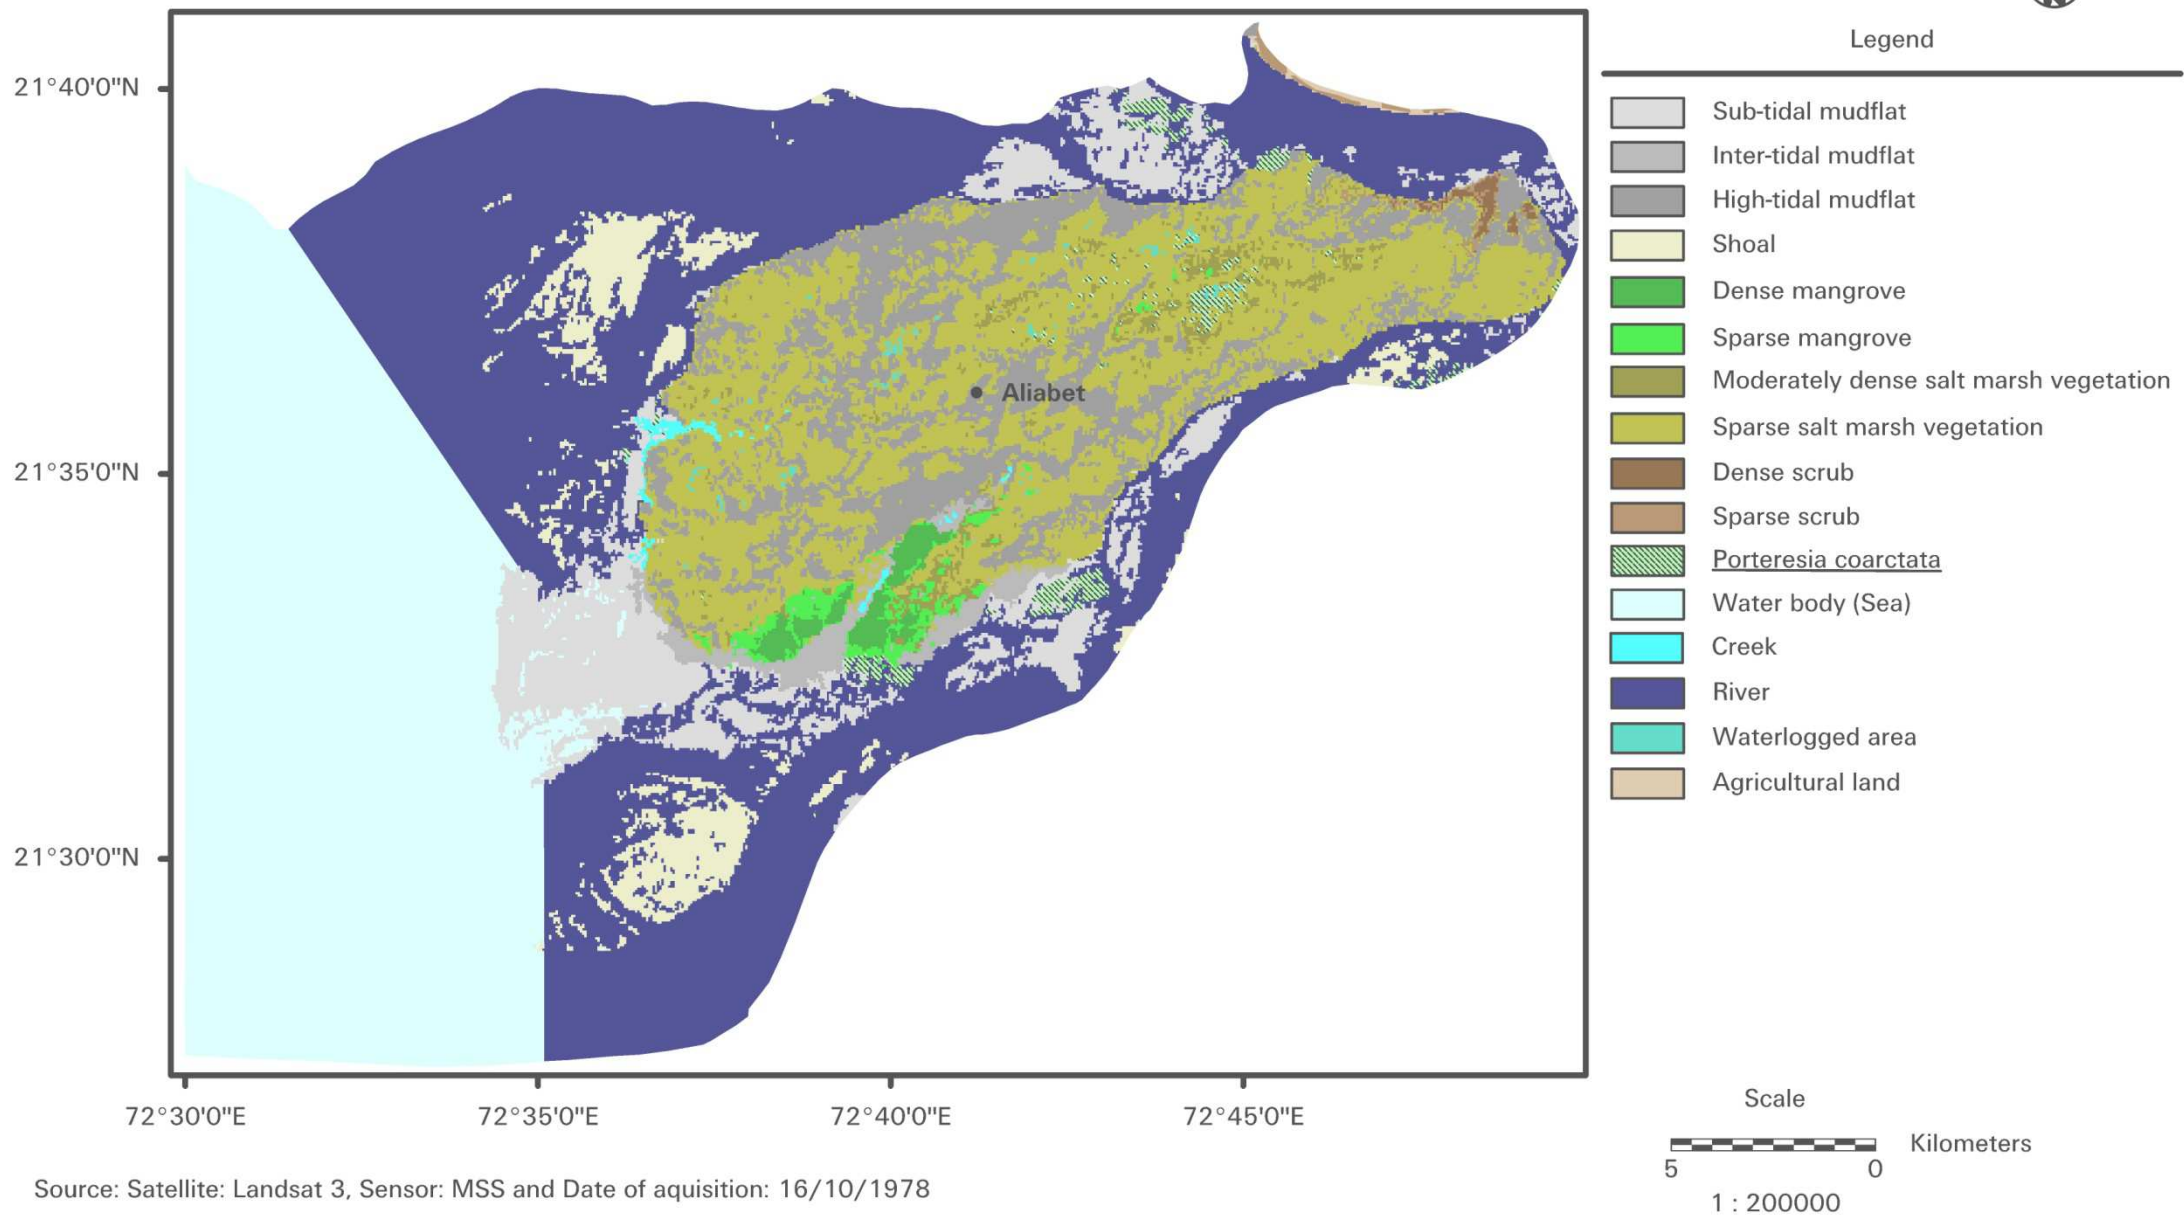 Legend
21°40'0"N
21°35'0"N
21°30'0"N
Aliabet
Sub-tidal mudflat
Inter-tidal mudflat
High-tidal mudflat
Shoal
Dense mangrove
Sparse mangrove
Moderately dense salt marsh vegetation
Sparse salt marsh vegetation
Dense scrub
Sparse scrub
Porteresia coarctata
Water body (Sea)
Creek
River
Waterlogged area
Agricultural land
72°30'0"E 72°35'0"E 72°40'0"E 72°45'0"E
Scale
Kilometers
5 0
1 : 200000
Source: Satellite: Landsat 3, Sensor: MSS and Date of aquisition: 16/10/1978